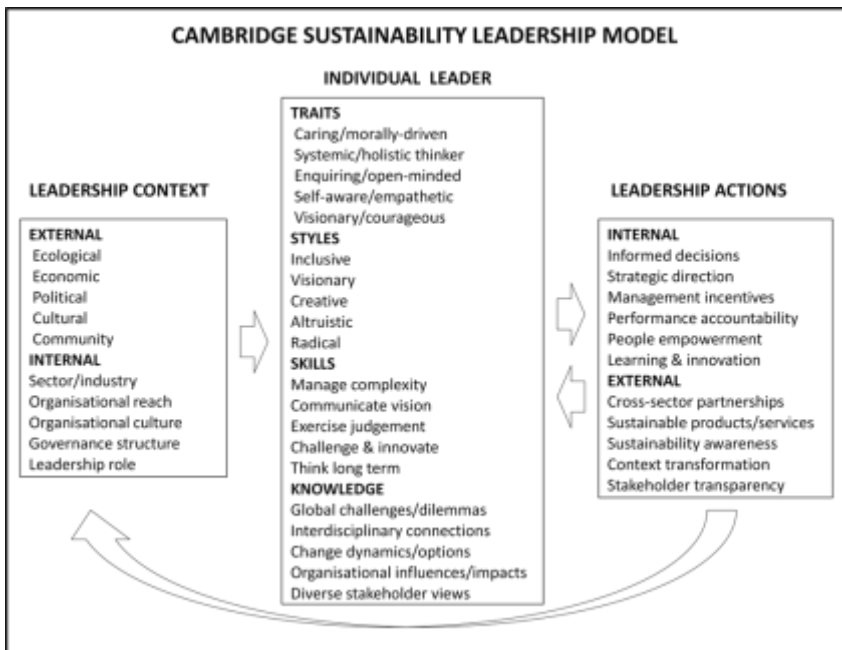 CAMBRIDGE SUSTAINABILITY LEADERSHIP MODEL
LEADERSHIP CONTEXT
EXTERNAL
Ecological
Economic
Political
Cultural
Community
INTERNAL
Sector/industry
Organisational reach
Organisational culture
Governance structure
Leadership role
INDIVIDUAL LEADER
TRAITS
Caring/morally-driven
Systemic/holistic thinker
Enquiring/open-minded
Self-aware/empathetic
Visionary/courageous
STYLES
Inclusive
Visionary
Creative
Altruistic
Radical
SKILLS
Manage complexity
Communicate vision
Exercise judgement
Challenge & innovate
Think long term
KNOWLEDGE
Global challenges/dilemmas
Interdisciplinary connections
Change dynamics/options
Organisational influences/impacts
Diverse stakeholder views
LEADERSHIP ACTIONS
INTERNAL
Informed decisions
Strategic direction
Management incentives
Performance accountability
People empowerment
Learning & innovation
EXTERNAL
Cross-sector partnerships
Sustainable products/services
Sustainability awareness
Context transformation
Stakeholder transparency